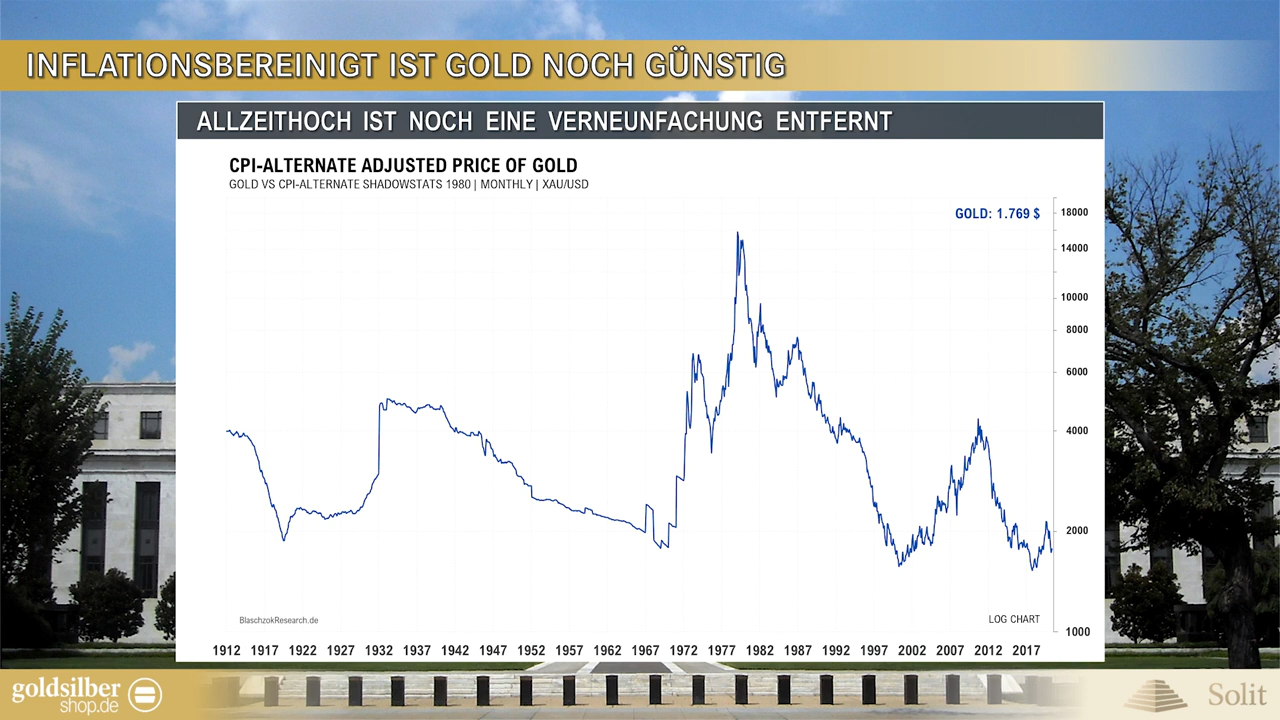 INFLATIONSBEREINIGT IST GOLD NOCH GÜNSTIG
ALLZEITHOCH IST NOCH EINE VERNEUNFACHUNG ENTFERNT
CPI-ALTERNATE ADJUSTED PRICE OF GOLD
GOLD VS CPI-ALTERNATE SHADOWSTATS 1980 | MONTHLY | XAU/USD
GOLD: 1.769 $
18000
14000
10000
8000
6000
4000
2000
1000
BlaschzokResearch.de
LOG CHART
1912 1917 1922 1927 1932 1937 1942 1947 1952 1957 1962 1967 1972 1977 1982 1987 1992 1997 2002 2007 2012 2017
goldsilber
shop.de
Solit